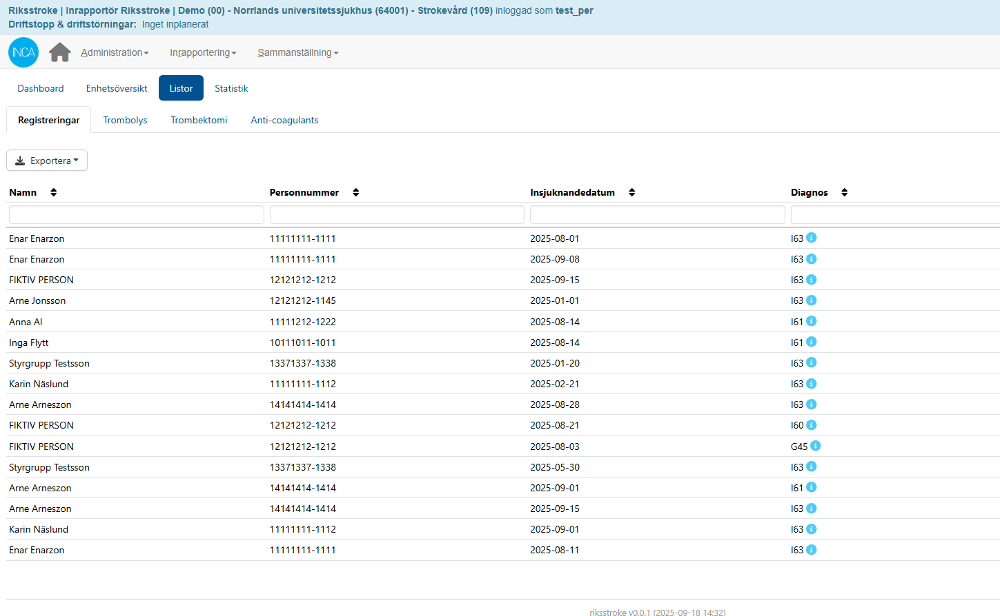 Riksstroke | Inrapportör Riksstroke | Demo (00) - Norrlands universitetssjukhus (64001) - Strokevård (109) inloggad som test_per
Driftstopp & driftstörningar: Inget inplanerat
INCA Administration Inrapportering Sammanställning
Dashboard Enhetsöversikt Listor Statistik
Registreringar Trombolys Trombektomi Anti-coagulants
Exportera
Namn Personnummer Insjuknandedatum Diagnos
Enar Enarzon 11111111-1111 2025-08-01 I63
Enar Enarzon 11111111-1111 2025-09-08 I63
FIKTIV PERSON 12121212-1212 2025-09-15 I63
Arne Jonsson 12121212-1145 2025-01-01 I63
Anna Al 11111212-1222 2025-08-14 I61
Inga Flytt 10111011-1011 2025-08-14 I61
Styrgrupp Testsson 13371337-1338 2025-01-20 I63
Karin Näslund 11111111-1112 2025-02-21 I63
Arne Arneszon 14141414-1414 2025-08-28 I63
FIKTIV PERSON 12121212-1212 2025-08-21 I60
FIKTIV PERSON 12121212-1212 2025-08-03 G45
Styrgrupp Testsson 13371337-1338 2025-05-30 I63
Arne Arneszon 14141414-1414 2025-09-01 I61
Arne Arneszon 14141414-1414 2025-09-15 I63
Karin Näslund 11111111-1112 2025-09-01 I63
Enar Enarzon 11111111-1111 2025-08-11 I63
riksstroke v0.0.1 (2025-09-18 14:32)